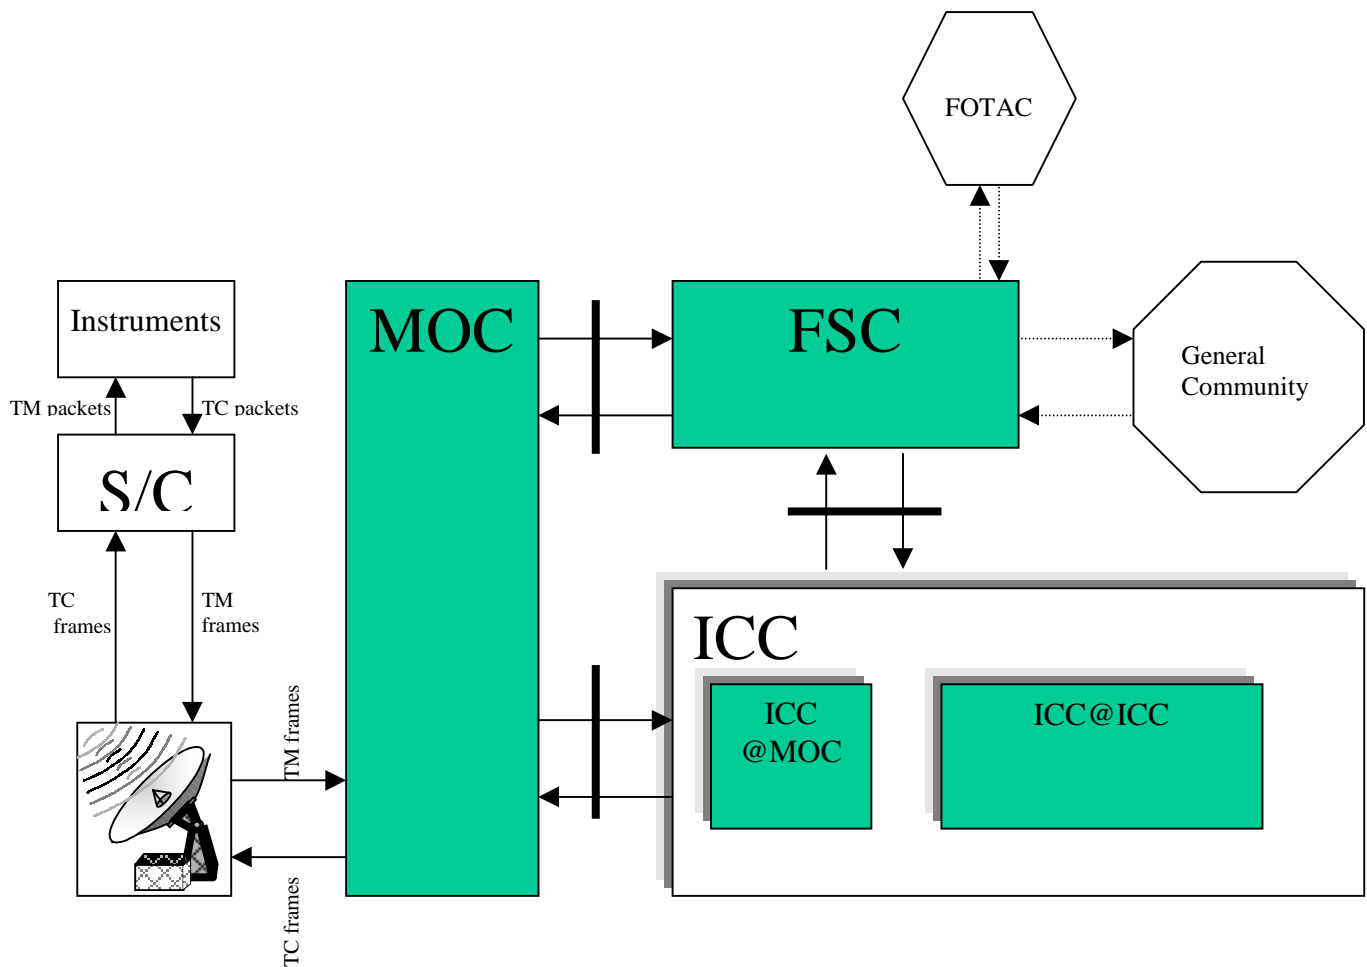 FOTAC
Instruments
MOC
FSC
General
Community
TM packets
TC packets
S/C
TC
frames
TM
frames
ICC
TM frames
ICC
@MOC
ICC@ICC
TC frames